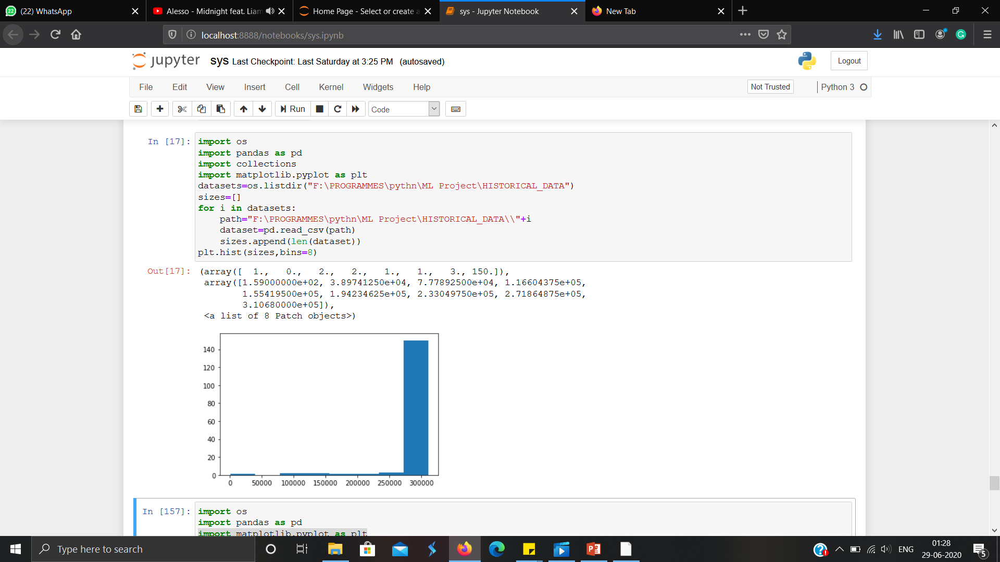 (22) WhatsApp
Alesso - Midnight feat. Liam
Home Page - Select or create a
sys - Jupyter Notebook
New Tab
localhost:8888/notebooks/sys.ipynb
jupyter sys Last Checkpoint: Last Saturday at 3:25 PM (autosaved)
Logout
File Edit View Insert Cell Kernel Widgets Help
Not Trusted
Python 3
Run
Code
In [17]:
import os
import pandas as pd
import collections
import matplotlib.pyplot as plt
datasets=os.listdir("F:\PROGRAMMES\pythn\ML Project\HISTORICAL_DATA")
sizes=[]
for i in datasets:
    path="F:\PROGRAMMES\pythn\ML Project\HISTORICAL_DATA\\"+i
    dataset=pd.read_csv(path)
    sizes.append(len(dataset))
plt.hist(sizes,bins=8)
Out[17]:
(array([  1.,   0.,   2.,   2.,   1.,   1.,   3., 150.]),
 array([1.59000000e+02, 3.89741250e+04, 7.77892500e+04, 1.16604375e+05,
        1.55419500e+05, 1.94234625e+05, 2.33049750e+05, 2.71864875e+05,
        3.10680000e+05]),
 <a list of 8 Patch objects>)
140
120
100
80
60
40
20
0
0 50000 100000 150000 200000 250000 300000
In [157]:
import os
import pandas as pd
import matplotlib.pyplot as plt
Type here to search
ENG
01:28
29-06-2020
5